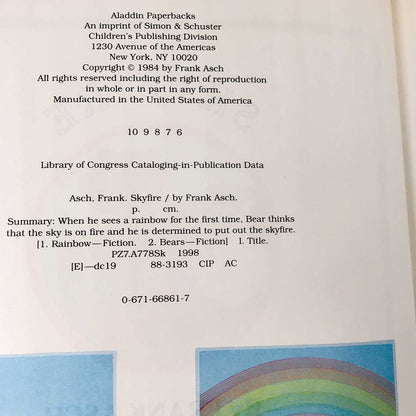 Aladdin Paperbacks
An imprint of Simon & Schuster
Children's Publishing Division
1230 Avenue of the Americas
New York, NY 10020
Copyright © 1984 by Frank Asch
All rights reserved including the right of reproduction
in whole or in part in any form.
Manufactured in the United States of America
10 9 8 7 6
Library of Congress Cataloging-in-Publication Data
Asch, Frank. Skyfire / by Frank Asch.
p. cm.
Summary: When he sees a rainbow for the first time, Bear thinks
that the sky is on fire and he is determined to put out the skyfire.
[1. Rainbow—Fiction. 2. Bears—Fiction] I. Title.
PZ7.A778Sk 1998
[E]—dc19 88-3193 CIP AC
0-671-66861-7